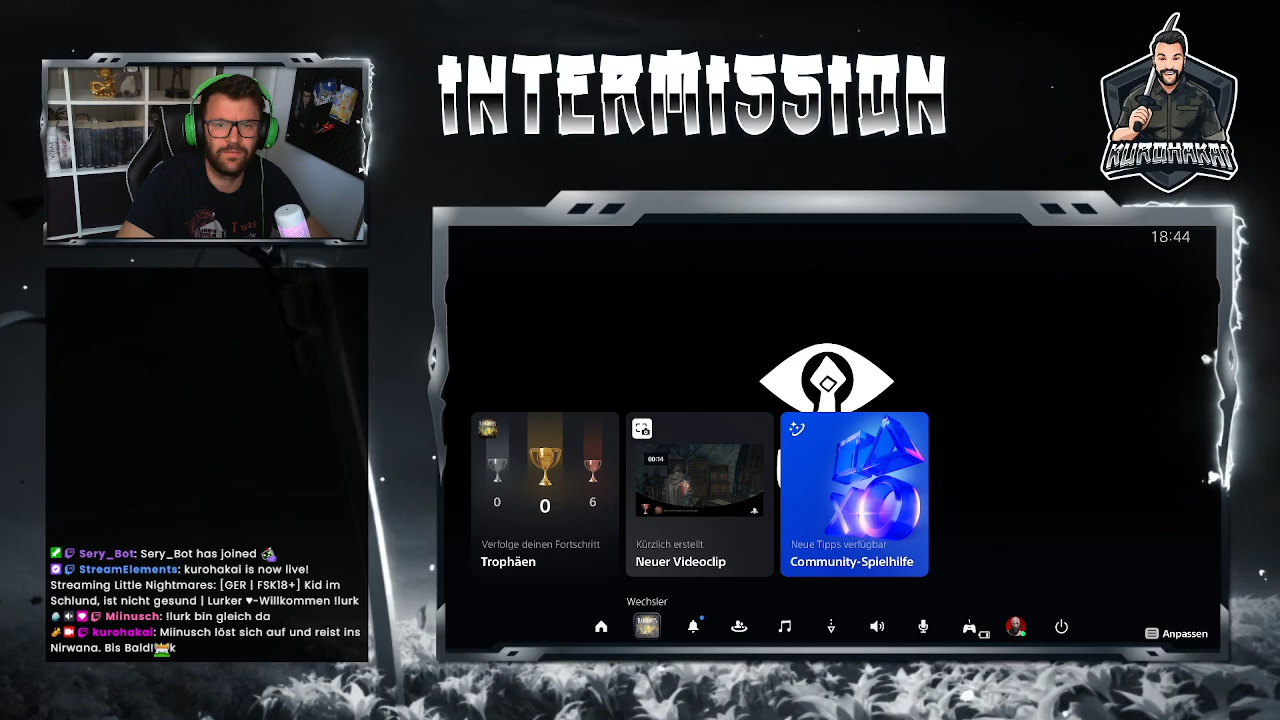 INTERMISSION
KUROHAKAI
I was
18:44
0
0
6
Verfolge deinen Fortschritt
Trophäen
00:14
Kürzlich erstellt
Neuer Videoclip
Neue Tipps verfügbar
Community-Spielhilfe
Wechsler
Anpassen
Sery_Bot: Sery_Bot has joined
StreamElements: kurohakai is now live!
Streaming Little Nightmares: [GER | FSK18+] Kid im
Schlund, ist nicht gesund | Lurker ♥-Willkommen !lurk
Miinusch: !lurk bin gleich da
kurohakai: Miinusch löst sich auf und reist ins
Nirwana. Bis Bald! k